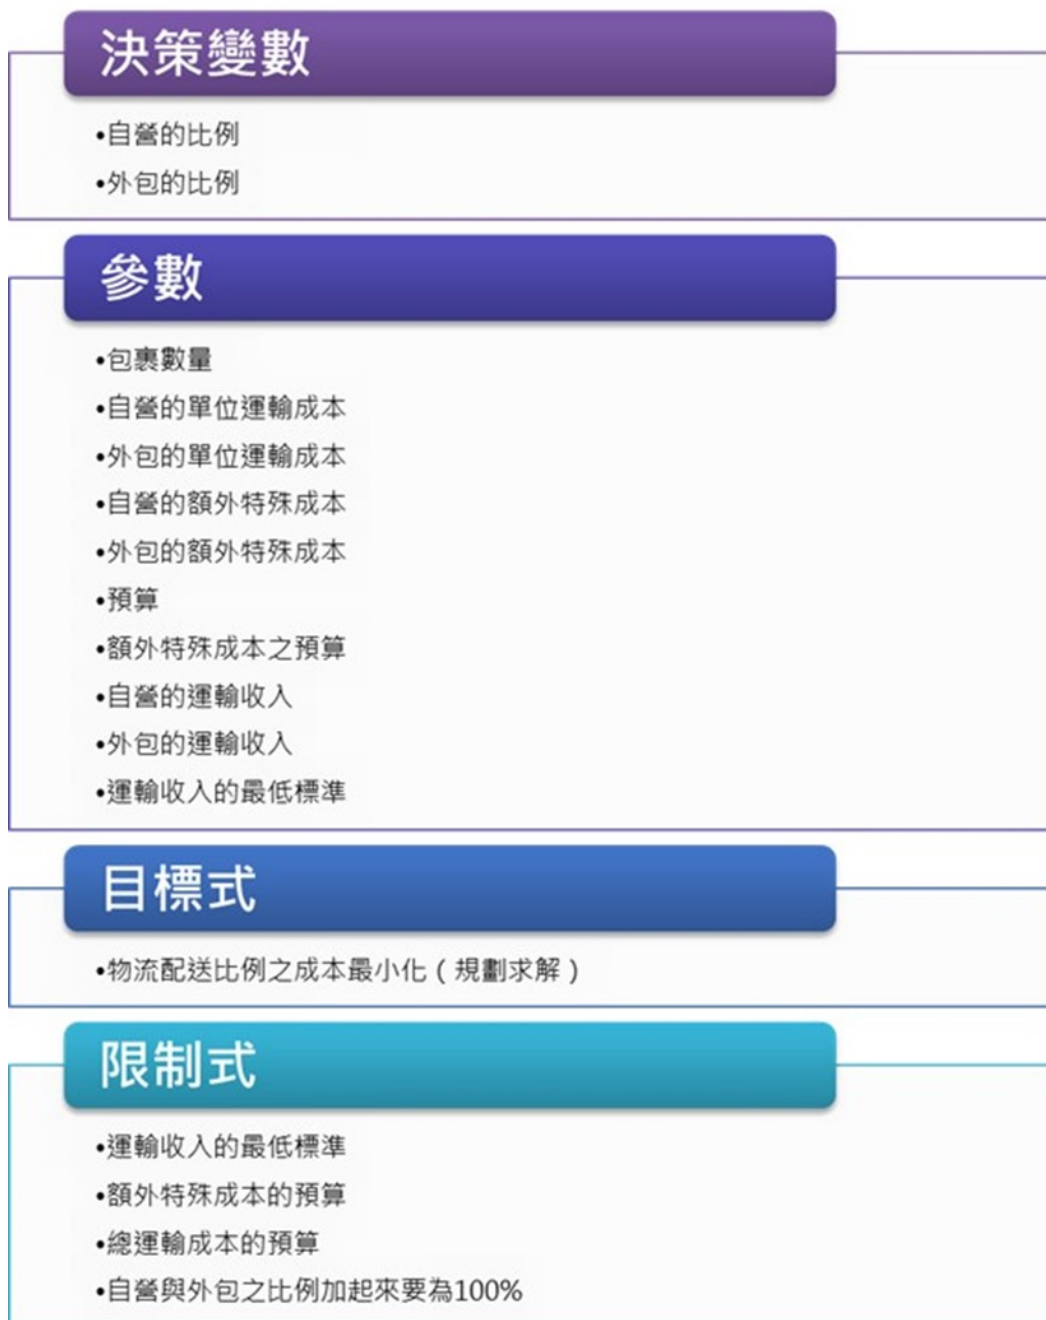 決策變數
•自營的比例
•外包的比例
參數
•包裹數量
•自營的單位運輸成本
•外包的單位運輸成本
•自營的額外特殊成本
•外包的額外特殊成本
•預算
•額外特殊成本之預算
•自營的運輸收入
•外包的運輸收入
•運輸收入的最低標準
目標式
•物流配送比例之成本最小化（規劃求解）
限制式
•運輸收入的最低標準
•額外特殊成本的預算
•總運輸成本的預算
•自營與外包之比例加起來要為100%